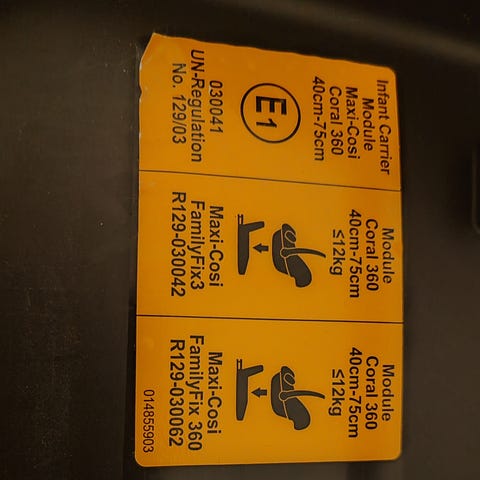 Infant Carrier
Module
Maxi-Cosi
Coral 360
40cm-75cm
E1
030041
UN-Regulation
No. 129/03
Module
Coral 360
40cm-75cm
≤12kg
Maxi-Cosi
FamilyFix3
R129-030042
Module
Coral 360
40cm-75cm
≤12kg
Maxi-Cosi
FamilyFix 360
R129-030062
014855903